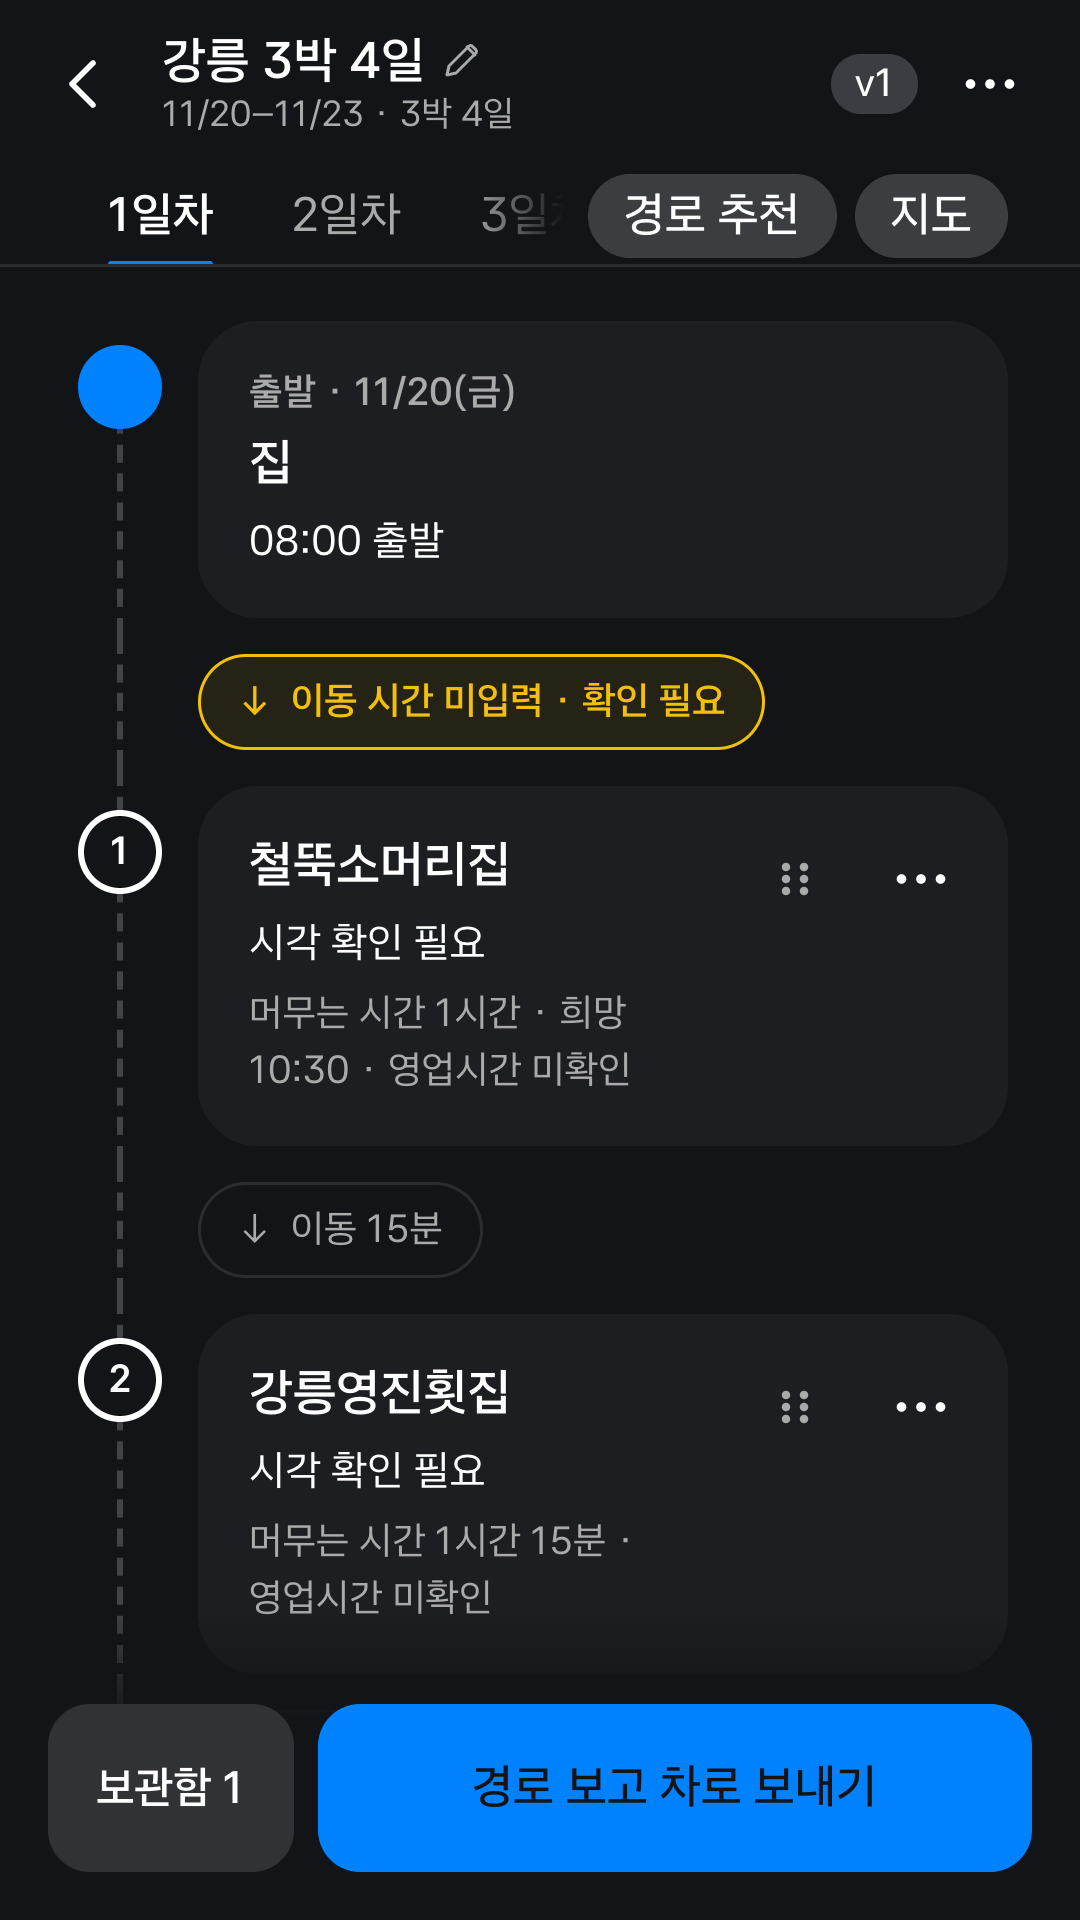 강릉 3박 4일
11/20–11/23 · 3박 4일
v1
1일차
2일차
3일차
경로 추천
지도
출발 · 11/20(금)
집
08:00 출발
↓ 이동 시간 미입력 · 확인 필요
1
철뚝소머리집
시각 확인 필요
머무는 시간 1시간 · 희망
10:30 · 영업시간 미확인
↓ 이동 15분
2
강릉영진횟집
시각 확인 필요
머무는 시간 1시간 15분 ·
영업시간 미확인
보관함 1
경로 보고 차로 보내기